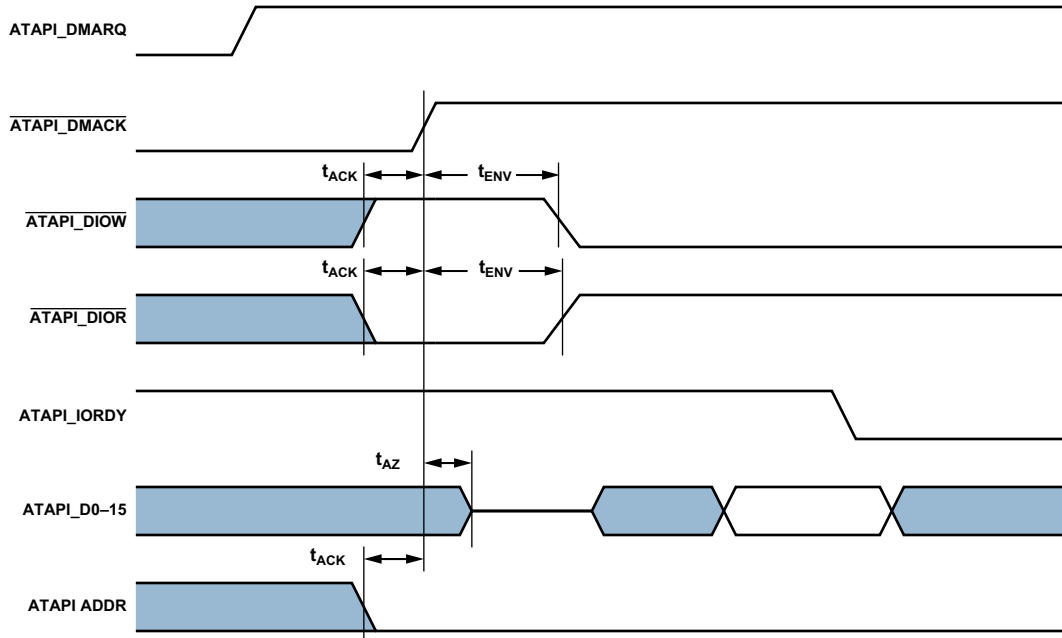 ATAPI_DMARQ
ATAPI_DMACK
tACK tENV
ATAPI_DIOW
tACK tENV
ATAPI_DIOR
ATAPI_IORDY
tAZ
ATAPI_D0–15
tACK
ATAPI ADDR